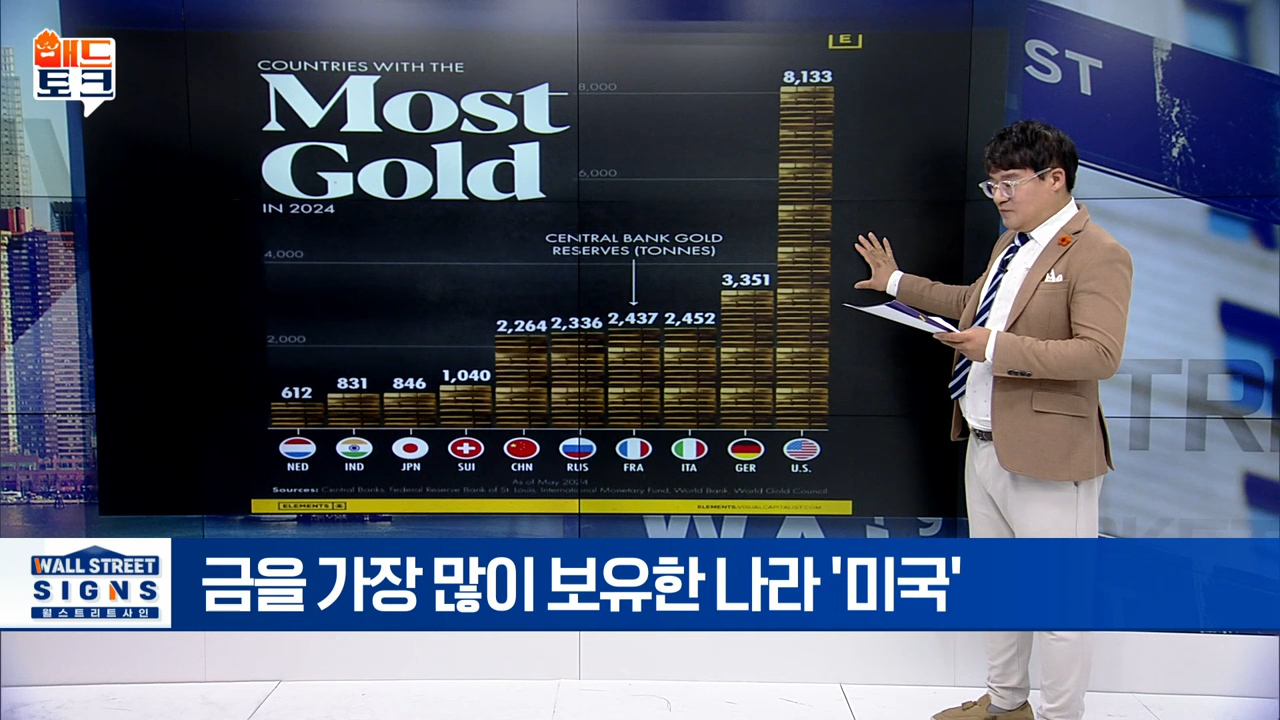 매드
토크
E
ST
COUNTRIES WITH THE
Most
Gold
IN 2024
8,000
6,000
4,000
2,000
CENTRAL BANK GOLD
RESERVES (TONNES)
612
831
846
1,040
2,264
2,336
2,437
2,452
3,351
8,133
NED
IND
JPN
SUI
CHN
RUS
FRA
ITA
GER
U.S.
As of May 2024
Sources: Central Banks, Federal Reserve Bank of St. Louis, International Monetary Fund, World Bank, World Gold Council
ELEMENTS
ELEMENTS.VISUALCAPITALIST.COM
WALL STREET
SIGNS
월스트리트사인
금을 가장 많이 보유한 나라 '미국'